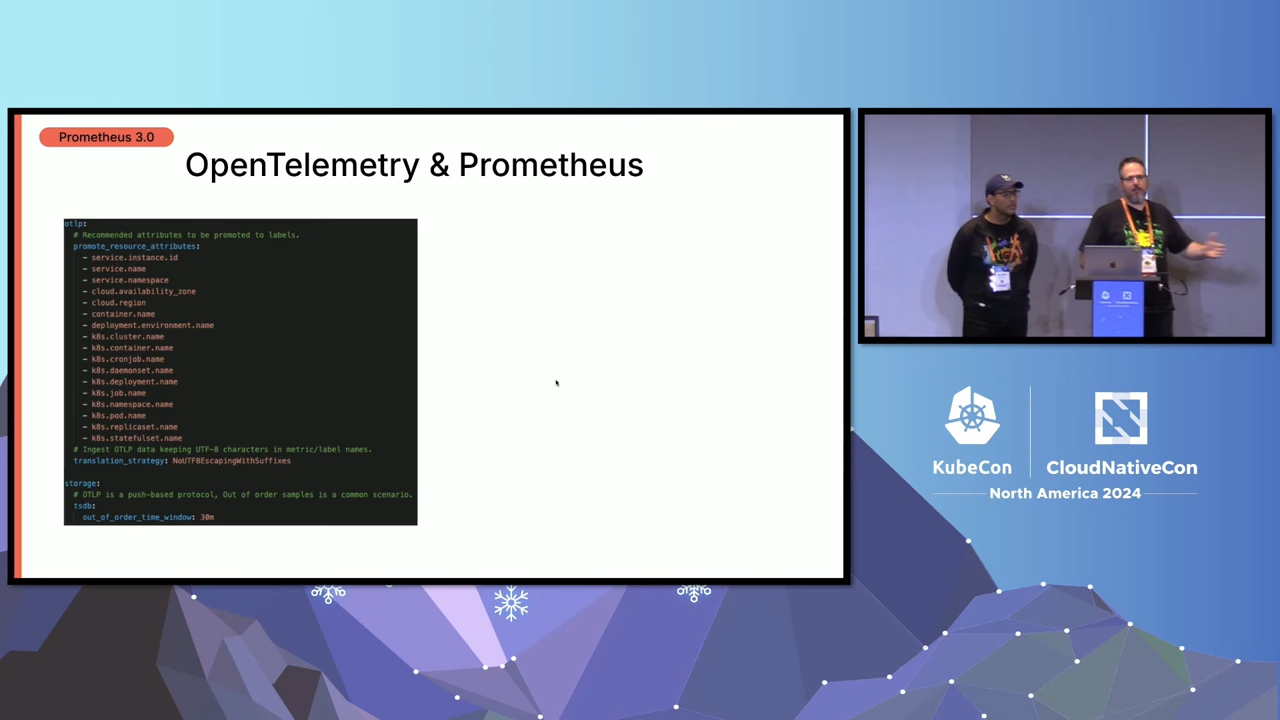 Prometheus 3.0
OpenTelemetry & Prometheus
otlp:
# Recommended attributes to be promoted to labels.
promote_resource_attributes:
- service.instance.id
- service.name
- service.namespace
- cloud.availability_zone
- cloud.region
- container.name
- deployment.environment.name
- k8s.cluster.name
- k8s.container.name
- k8s.cronjob.name
- k8s.daemonset.name
- k8s.deployment.name
- k8s.job.name
- k8s.namespace.name
- k8s.pod.name
- k8s.replicaset.name
- k8s.statefulset.name
# Ingest OTLP data keeping UTF-8 characters in metric/label names.
translation_strategy: NoUTF8EscapingWithSuffixes
storage:
# OTLP is a push-based protocol, Out of order samples is a common scenario.
tsdb:
out_of_order_time_window: 30m
KubeCon
CloudNativeCon
North America 2024